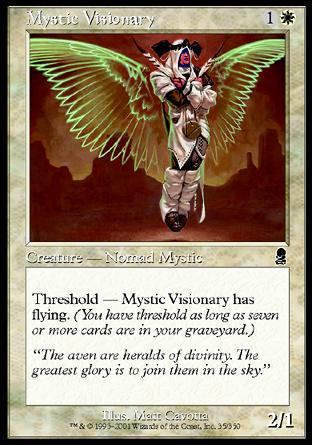 Mystic Visionary 1
Creature — Nomad Mystic
Threshold — Mystic Visionary has
flying. (You have threshold as long as seven
or more cards are in your graveyard.)
“The aven are heralds of divinity. The
greatest glory is to join them in the sky.”
2/1
Illus. Matt Cavotta
™ & © 1993-2001 Wizards of the Coast, Inc. 35/350